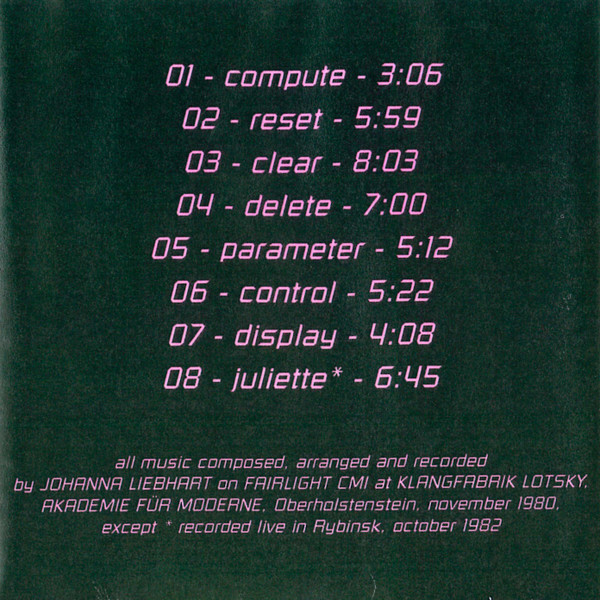 01 - compute - 3:06
02 - reset - 5:59
03 - clear - 8:03
04 - delete - 7:00
05 - parameter - 5:12
06 - control - 5:22
07 - display - 4:08
08 - juliette* - 6:45
all music composed, arranged and recorded
by JOHANNA LIEBHART on FAIRLIGHT CMI at KLANGFABRIK LOTSKY,
AKADEMIE FÜR MODERNE, Oberholstenstein, november 1980,
except * recorded live in Rybinsk, october 1982